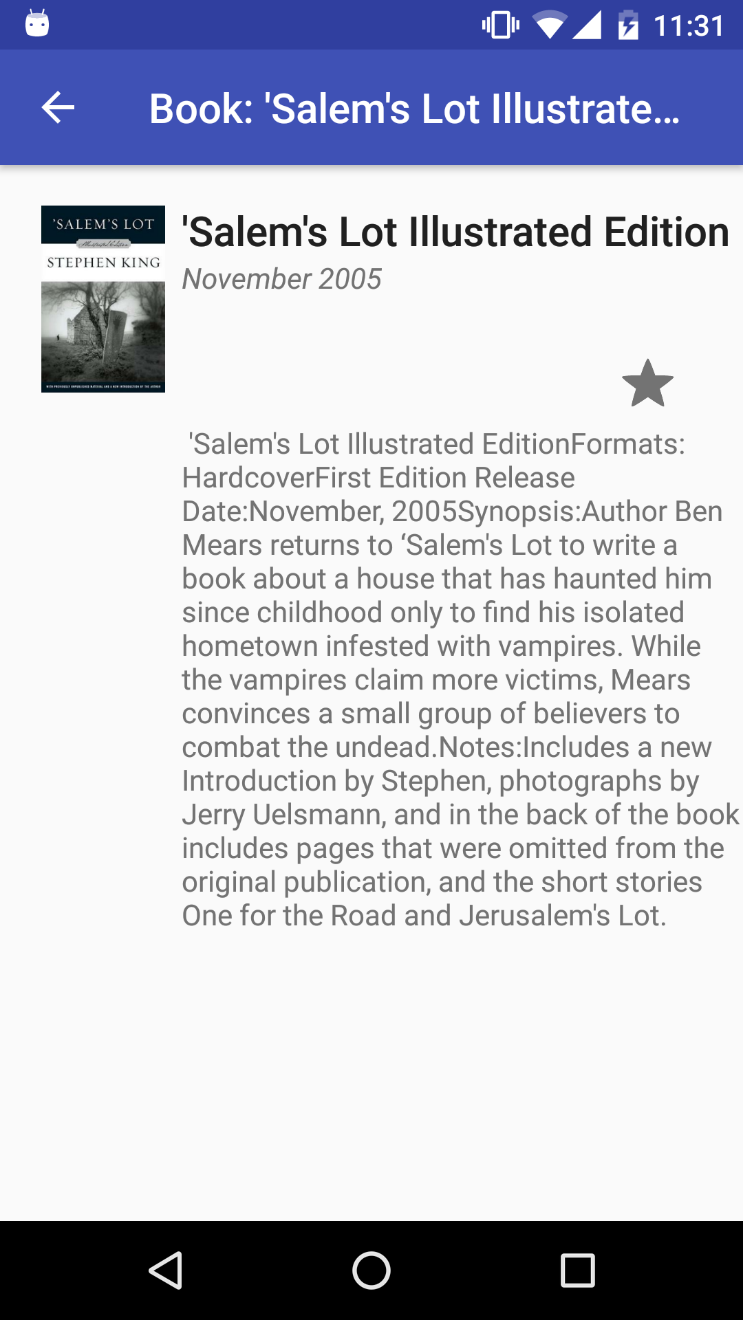 11:31
Book: 'Salem's Lot Illustrate...
'SALEM'S LOT
Illustrated Edition
STEPHEN KING
'Salem's Lot Illustrated Edition
November 2005
'Salem's Lot Illustrated EditionFormats:
HardcoverFirst Edition Release
Date:November, 2005Synopsis:Author Ben
Mears returns to ‘Salem's Lot to write a
book about a house that has haunted him
since childhood only to find his isolated
hometown infested with vampires. While
the vampires claim more victims, Mears
convinces a small group of believers to
combat the undead.Notes:Includes a new
Introduction by Stephen, photographs by
Jerry Uelsmann, and in the back of the book
includes pages that were omitted from the
original publication, and the short stories
One for the Road and Jerusalem's Lot.